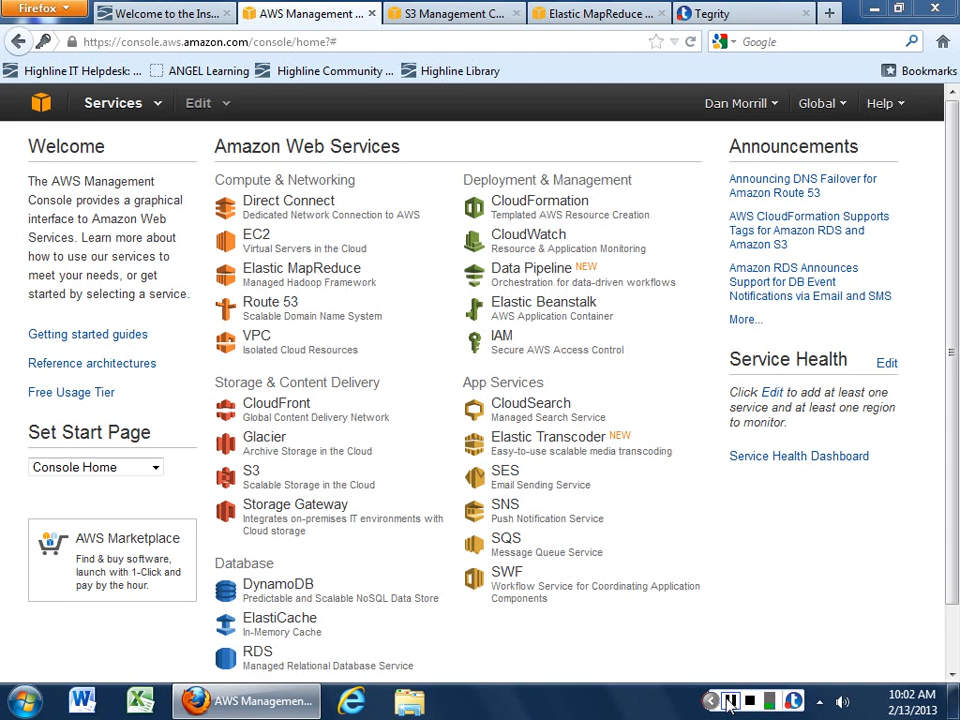 Firefox
Welcome to the Ins...
AWS Management ...
S3 Management C...
Elastic MapReduce ...
Tegrity
https://console.aws.amazon.com/console/home?#
Google
Highline IT Helpdesk: ...
ANGEL Learning
Highline Community ...
Highline Library
Bookmarks
Services
Edit
Dan Morrill
Global
Help
Welcome
The AWS Management
Console provides a graphical
interface to Amazon Web
Services. Learn more about
how to use our services to
meet your needs, or get
started by selecting a service.
Getting started guides
Reference architectures
Free Usage Tier
Set Start Page
Console Home
AWS Marketplace
Find & buy software,
launch with 1-Click and
pay by the hour.
Amazon Web Services
Compute & Networking
Direct Connect
Dedicated Network Connection to AWS
EC2
Virtual Servers in the Cloud
Elastic MapReduce
Managed Hadoop Framework
Route 53
Scalable Domain Name System
VPC
Isolated Cloud Resources
Storage & Content Delivery
CloudFront
Global Content Delivery Network
Glacier
Archive Storage in the Cloud
S3
Scalable Storage in the Cloud
Storage Gateway
Integrates on-premises IT environments with
Cloud storage
Database
DynamoDB
Predictable and Scalable NoSQL Data Store
ElastiCache
In-Memory Cache
RDS
Managed Relational Database Service
Deployment & Management
CloudFormation
Templated AWS Resource Creation
CloudWatch
Resource & Application Monitoring
Data Pipeline NEW
Orchestration for data-driven workflows
Elastic Beanstalk
AWS Application Container
IAM
Secure AWS Access Control
App Services
CloudSearch
Managed Search Service
Elastic Transcoder NEW
Easy-to-use scalable media transcoding
SES
Email Sending Service
SNS
Push Notification Service
SQS
Message Queue Service
SWF
Workflow Service for Coordinating Application
Components
Announcements
Announcing DNS Failover for
Amazon Route 53
AWS CloudFormation Supports
Tags for Amazon RDS and
Amazon S3
Amazon RDS Announces
Support for DB Event
Notifications via Email and SMS
More...
Service Health
Edit
Click Edit to add at least one
service and at least one region
to monitor.
Service Health Dashboard
AWS Managemen...
10:02 AM
2/13/2013